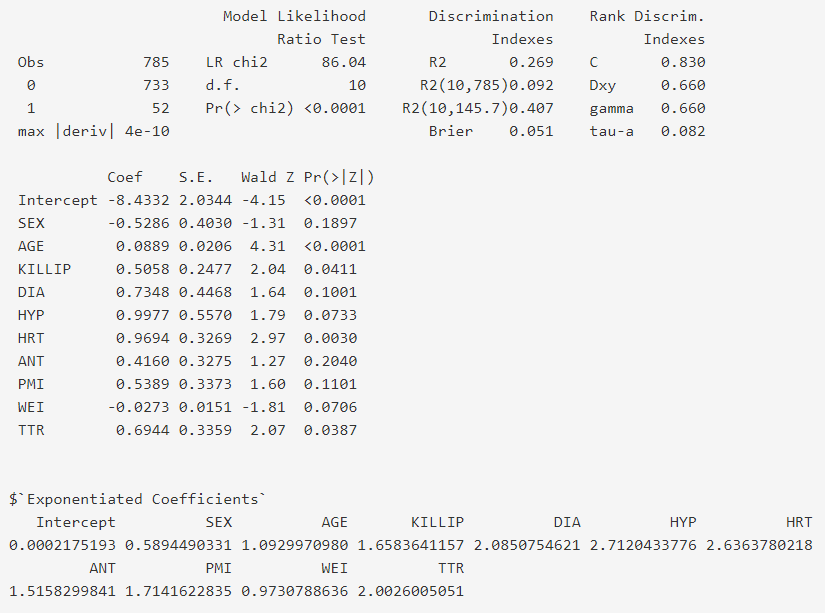 Model Likelihood Discrimination Rank Discrim.
Ratio Test Indexes Indexes
Obs 785 LR chi2 86.04 R2 0.269 C 0.830
0 733 d.f. 10 R2(10,785)0.092 Dxy 0.660
1 52 Pr(> chi2) <0.0001 R2(10,145.7)0.407 gamma 0.660
max |deriv| 4e-10 Brier 0.051 tau-a 0.082
Coef S.E. Wald Z Pr(>|Z|)
Intercept -8.4332 2.0344 -4.15 <0.0001
SEX -0.5286 0.4030 -1.31 0.1897
AGE 0.0889 0.0206 4.31 <0.0001
KILLIP 0.5058 0.2477 2.04 0.0411
DIA 0.7348 0.4468 1.64 0.1001
HYP 0.9977 0.5570 1.79 0.0733
HRT 0.9694 0.3269 2.97 0.0030
ANT 0.4160 0.3275 1.27 0.2040
PMI 0.5389 0.3373 1.60 0.1101
WEI -0.0273 0.0151 -1.81 0.0706
TTR 0.6944 0.3359 2.07 0.0387
$`Exponentiated Coefficients`
Intercept SEX AGE KILLIP DIA HYP HRT
0.0002175193 0.5894490331 1.0929970980 1.6583641157 2.0850754621 2.7120433776 2.6363780218
ANT PMI WEI TTR
1.5158299841 1.7141622835 0.9730788636 2.0026005051